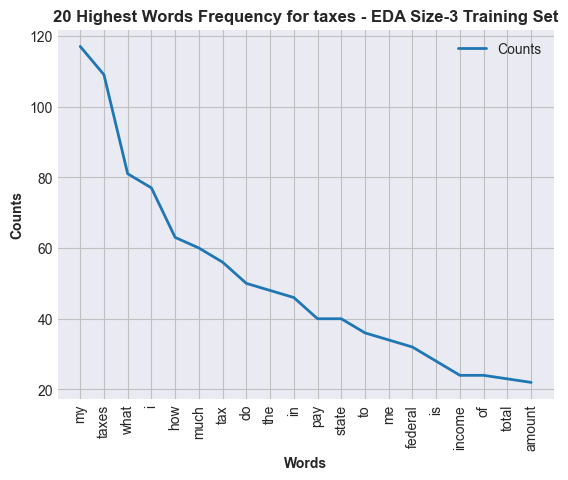 20 Highest Words Frequency for taxes - EDA Size-3 Training Set
Counts
120
100
80
60
40
20
Counts
my
taxes
what
i
how
much
tax
do
the
in
pay
state
to
me
federal
is
income
of
total
amount
Words